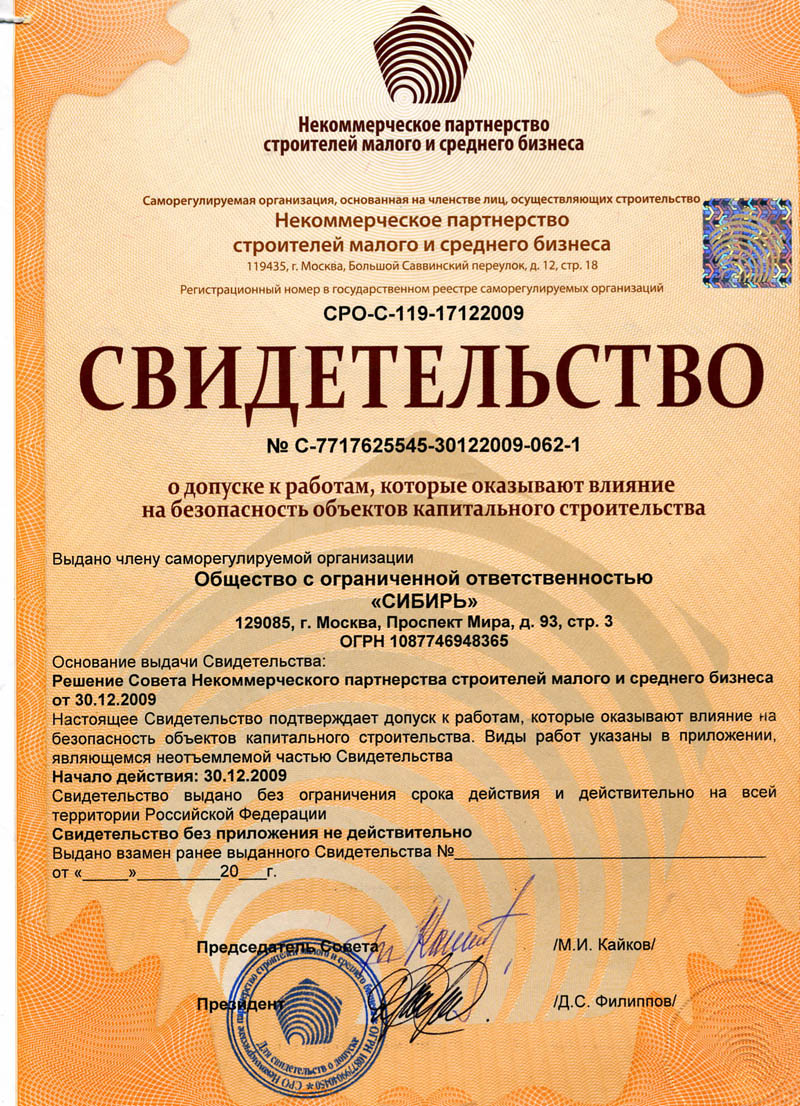 Некоммерческое партнерство
строителей малого и среднего бизнеса
Саморегулируемая организация, основанная на членстве лиц, осуществляющих строительство
Некоммерческое партнерство
строителей малого и среднего бизнеса
119435, г. Москва, Большой Саввинский переулок, д. 12, стр. 18
Регистрационный номер в государственном реестре саморегулируемых организаций
СРО-С-119-17122009
СВИДЕТЕЛЬСТВО
№ С-7717625545-30122009-062-1
о допуске к работам, которые оказывают влияние
на безопасность объектов капитального строительства
Выдано члену саморегулируемой организации
Общество с ограниченной ответственностью
«СИБИРЬ»
129085, г. Москва, Проспект Мира, д. 93, стр. 3
ОГРН 1087746948365
Основание выдачи Свидетельства:
Решение Совета Некоммерческого партнерства строителей малого и среднего бизнеса
от 30.12.2009
Настоящее Свидетельство подтверждает допуск к работам, которые оказывают влияние на
безопасность объектов капитального строительства. Виды работ указаны в приложении,
являющемся неотъемлемой частью Свидетельства
Начало действия: 30.12.2009
Свидетельство выдано без ограничения срока действия и действительно на всей
территории Российской Федерации
Свидетельство без приложения не действительно
Выдано взамен ранее выданного Свидетельства №___
от «_____»_________20___г.
Председатель Совета /М.И. Кайков/
Президент /Д.С. Филиппов/
Некоммерческое партнерство строителей малого и среднего бизнеса
Для свидетельств о допуске